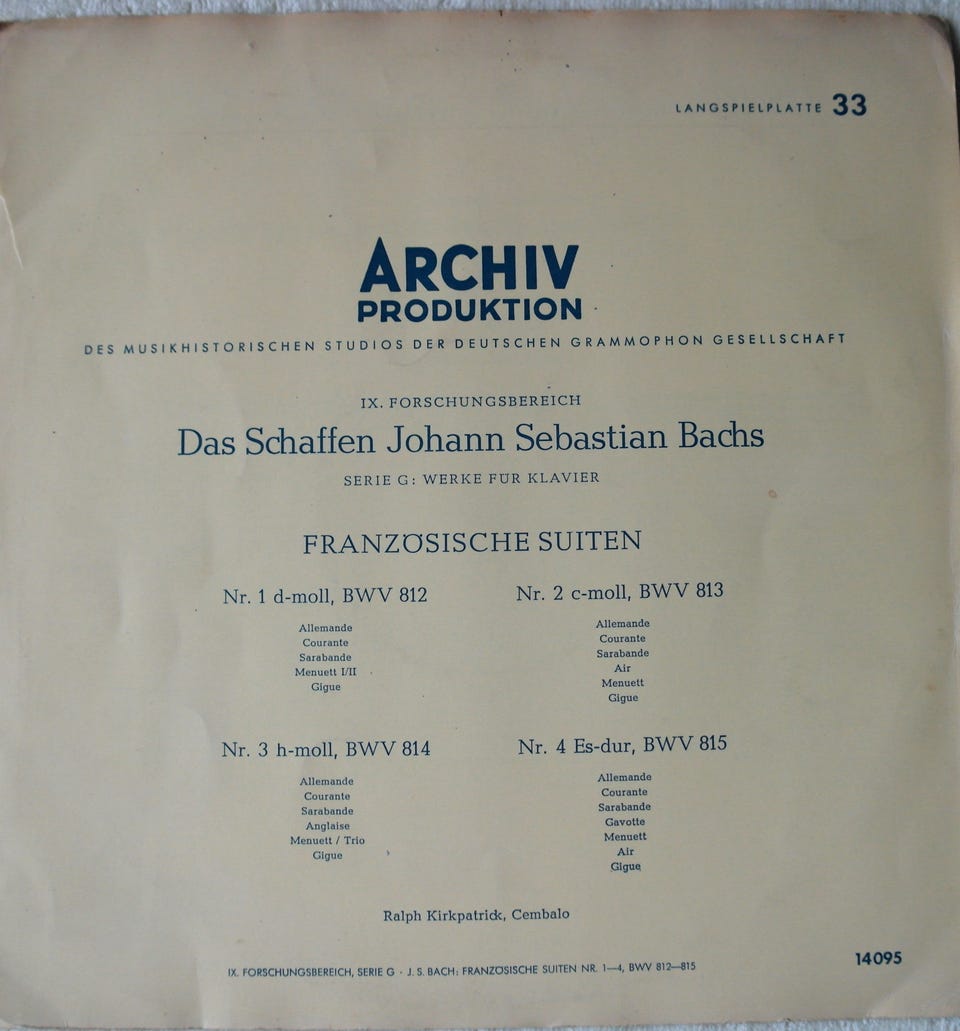 LANGSPIELPLATTE 33
ARCHIV
PRODUKTION
DES MUSIKHISTORISCHEN STUDIOS DER DEUTSCHEN GRAMMOPHON GESELLSCHAFT
IX. FORSCHUNGSBEREICH
Das Schaffen Johann Sebastian Bachs
SERIE G: WERKE FÜR KLAVIER
FRANZÖSISCHE SUITEN
Nr. 1 d-moll, BWV 812
Allemande
Courante
Sarabande
Menuett I/II
Gigue
Nr. 2 c-moll, BWV 813
Allemande
Courante
Sarabande
Air
Menuett
Gigue
Nr. 3 h-moll, BWV 814
Allemande
Courante
Sarabande
Anglaise
Menuett / Trio
Gigue
Nr. 4 Es-dur, BWV 815
Allemande
Courante
Sarabande
Gavotte
Menuett
Air
Gigue
Ralph Kirkpatrick, Cembalo
IX. FORSCHUNGSBEREICH, SERIE G · J. S. BACH: FRANZÖSISCHE SUITEN NR. 1—4, BWV 812—815
14095